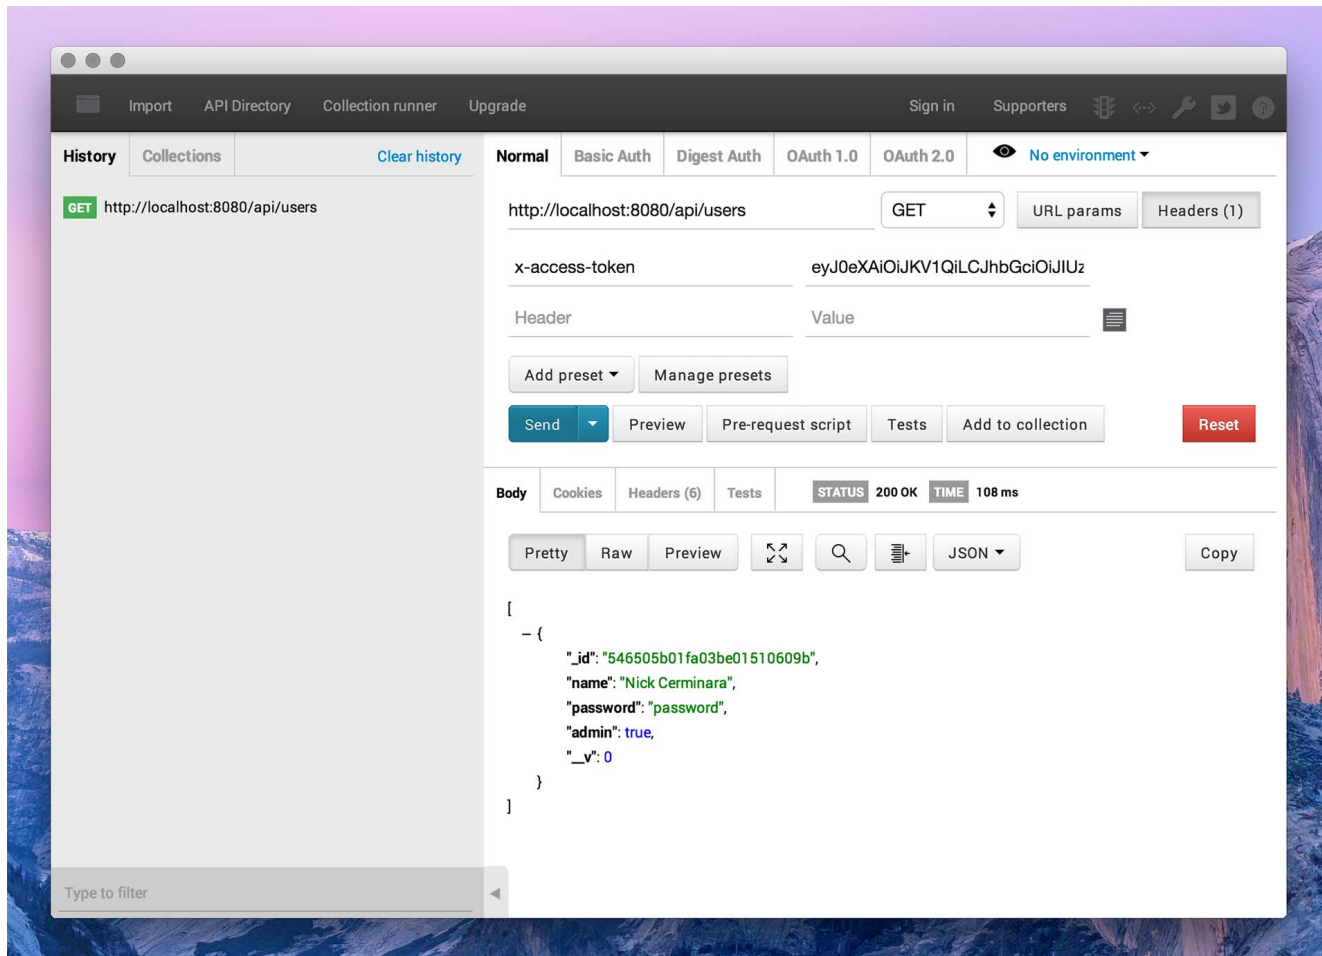 Import API Directory Collection runner Upgrade Sign in Supporters
History Collections Clear history
GET http://localhost:8080/api/users
Type to filter
Normal Basic Auth Digest Auth OAuth 1.0 OAuth 2.0 No environment
http://localhost:8080/api/users GET URL params Headers (1)
x-access-token eyJ0eXAiOiJKV1QiLCJhbGciOiJIUz
Header Value
Add preset Manage presets
Send Preview Pre-request script Tests Add to collection Reset
Body Cookies Headers (6) Tests STATUS 200 OK TIME 108 ms
Pretty Raw Preview JSON Copy
[
– {
"_id": "546505b01fa03be01510609b",
"name": "Nick Cerminara",
"password": "password",
"admin": true,
"__v": 0
}
]